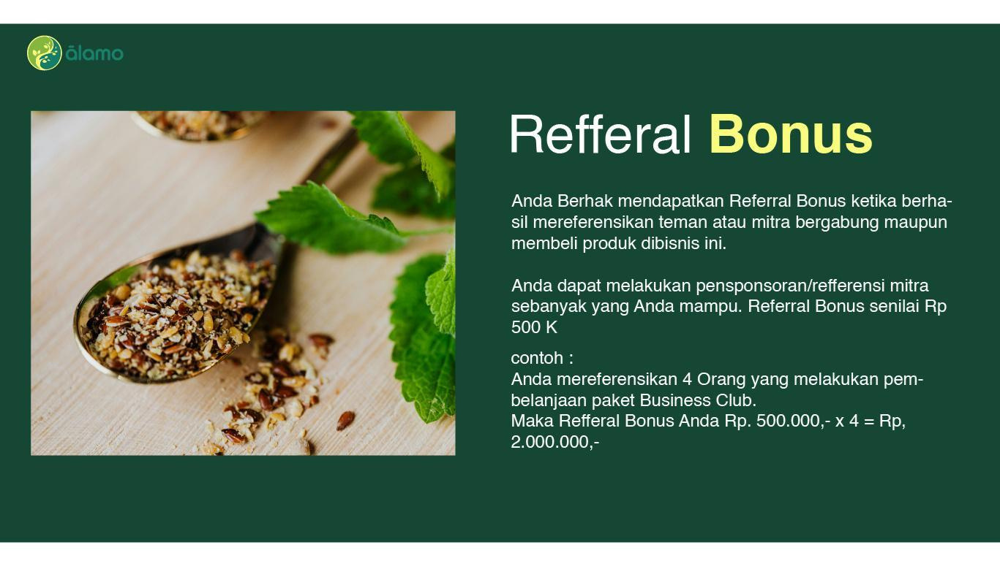 ālamo
Refferal Bonus
Anda Berhak mendapatkan Referral Bonus ketika berha-
sil mereferensikan teman atau mitra bergabung maupun
membeli produk dibisnis ini.
Anda dapat melakukan pensponsoran/refferensi mitra
sebanyak yang Anda mampu. Referral Bonus senilai Rp
500 K
contoh :
Anda mereferensikan 4 Orang yang melakukan pem-
belanjaan paket Business Club.
Maka Refferal Bonus Anda Rp. 500.000,- x 4 = Rp,
2.000.000,-